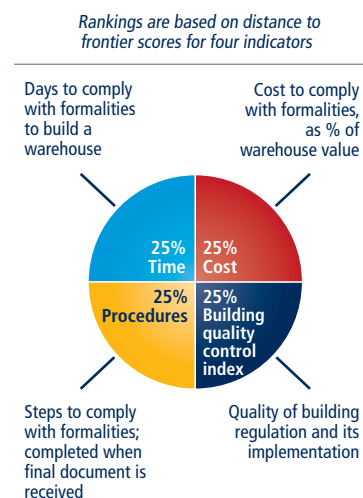 Rankings are based on distance to
frontier scores for four indicators
Days to comply
with formalities
to build a
warehouse
Cost to comply
with formalities,
as % of
warehouse value
25%
Time
25%
Cost
25%
Procedures
25%
Building
quality
control
index
Steps to comply
with formalities;
completed when
final document is
received
Quality of building
regulation and its
implementation